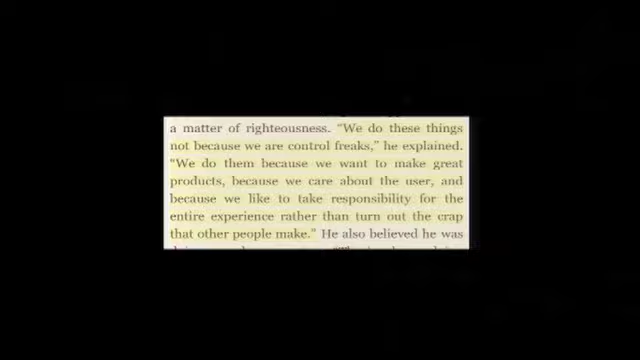 a matter of righteousness. “We do these things
not because we are control freaks,” he explained.
“We do them because we want to make great
products, because we care about the user, and
because we like to take responsibility for the
entire experience rather than turn out the crap
that other people make.” He also believed he was